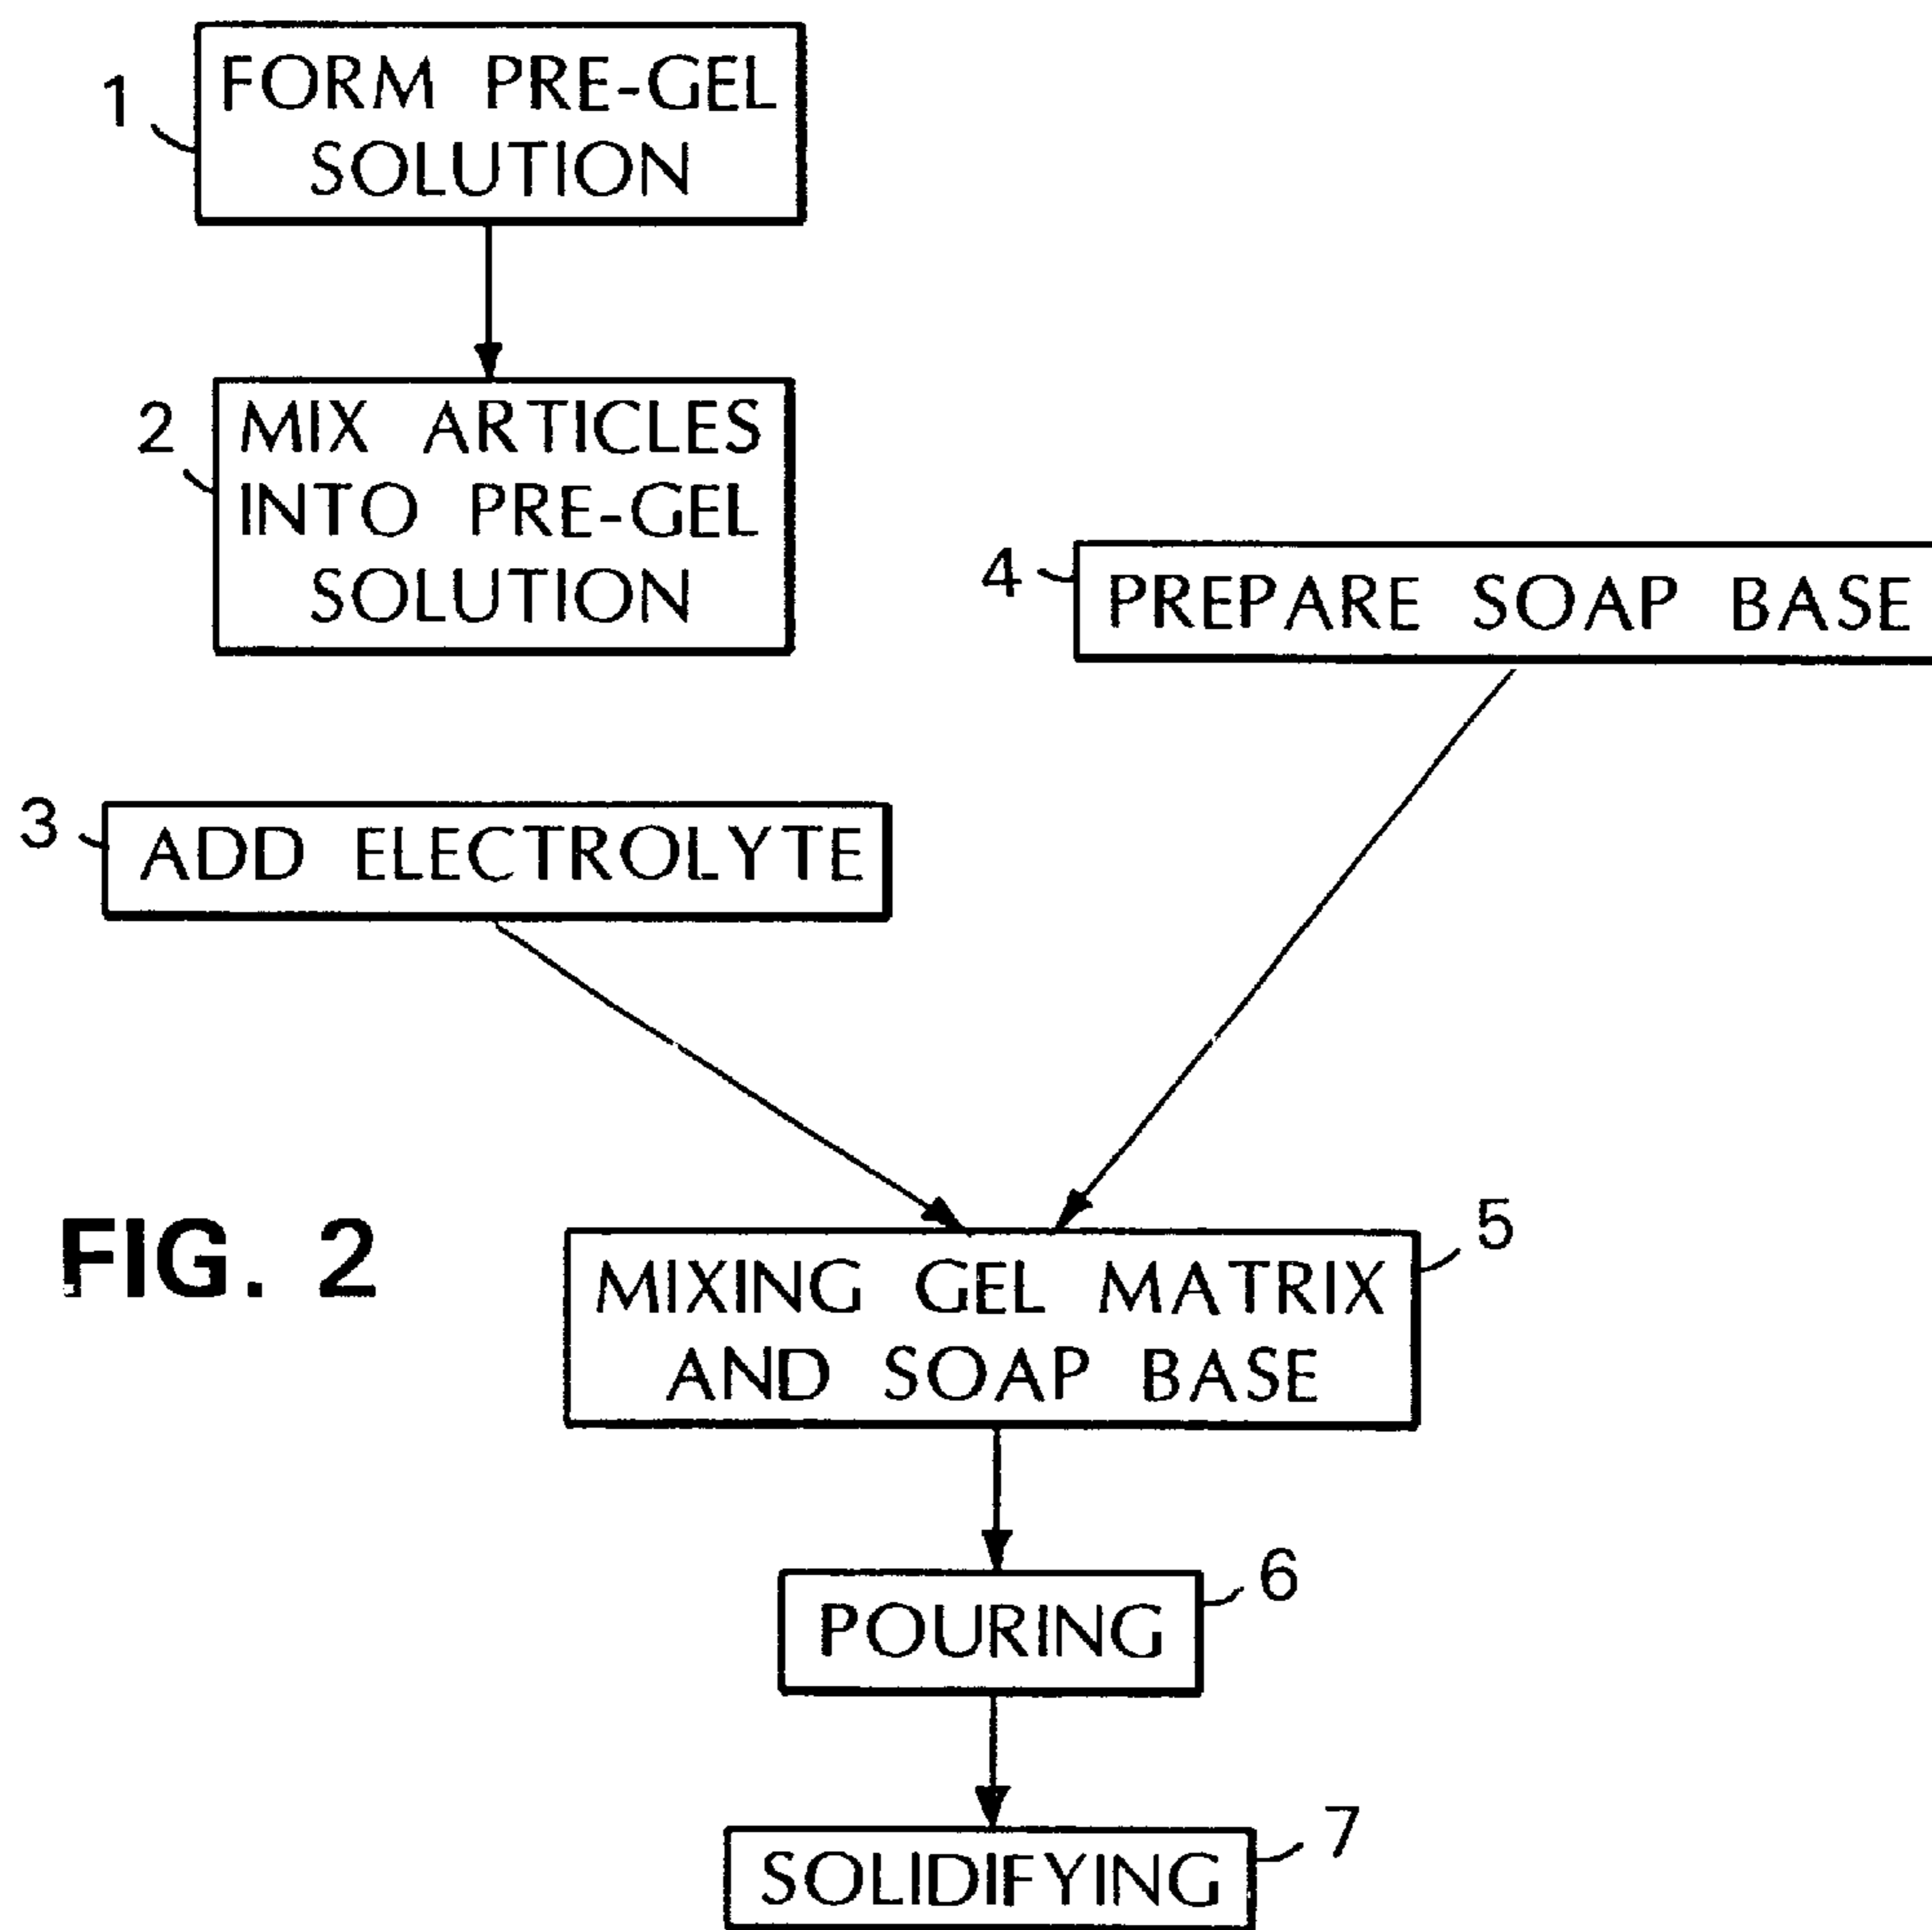 1
FORM PRE-GEL
SOLUTION
2
MIX ARTICLES
INTO PRE-GEL
SOLUTION
4
PREPARE SOAP BASE
3
ADD ELECTROLYTE
FIG. 2
5
MIXING GEL MATRIX
AND SOAP BASE
6
POURING
7
SOLIDIFYING